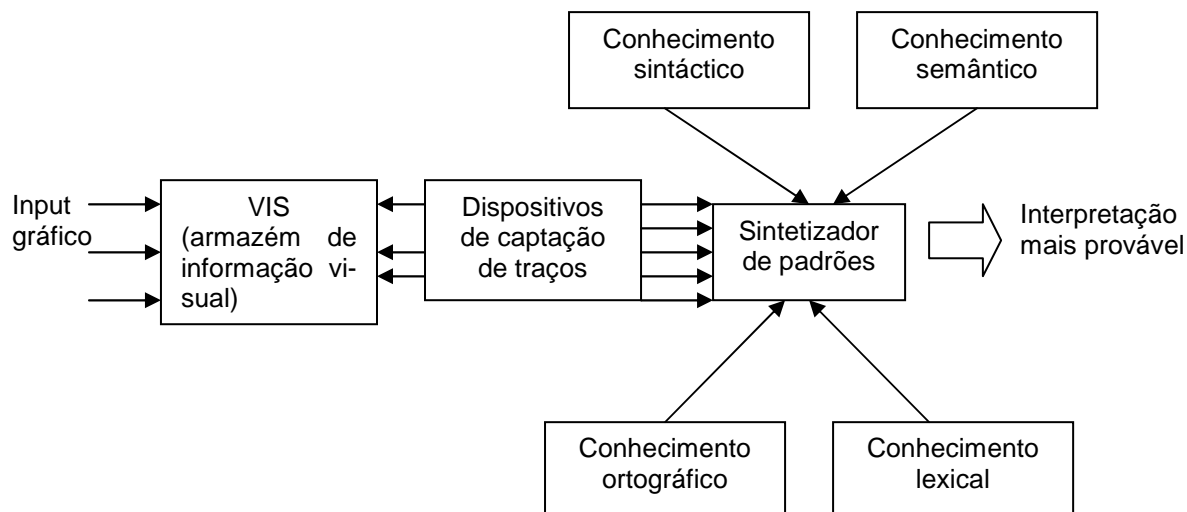 Conhecimento
sintáctico
Conhecimento
semântico
Input
gráfico
VIS
(armazém de
informação vi-
sual)
Dispositivos
de captação
de traços
Sintetizador
de padrões
Interpretação
mais provável
Conhecimento
ortográfico
Conhecimento
lexical